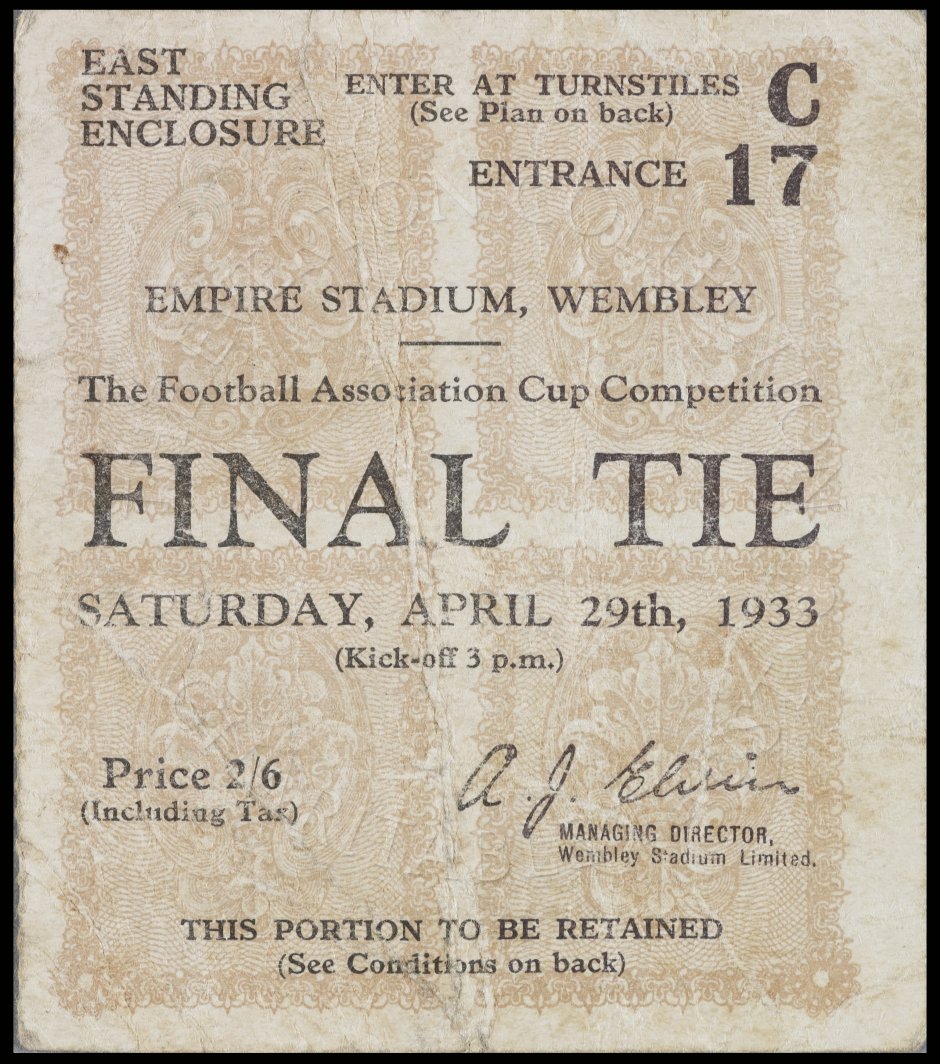 EAST
STANDING
ENCLOSURE
ENTER AT TURNSTILES C
(See Plan on back)
ENTRANCE 17
EMPIRE STADIUM, WEMBLEY
The Football Association Cup Competition
FINAL TIE
SATURDAY, APRIL 29th, 1933
(Kick-off 3 p.m.)
Price 2/6
(Including Tax)
A. J. Elvin
MANAGING DIRECTOR,
Wembley Stadium Limited.
THIS PORTION TO BE RETAINED
(See Conditions on back)